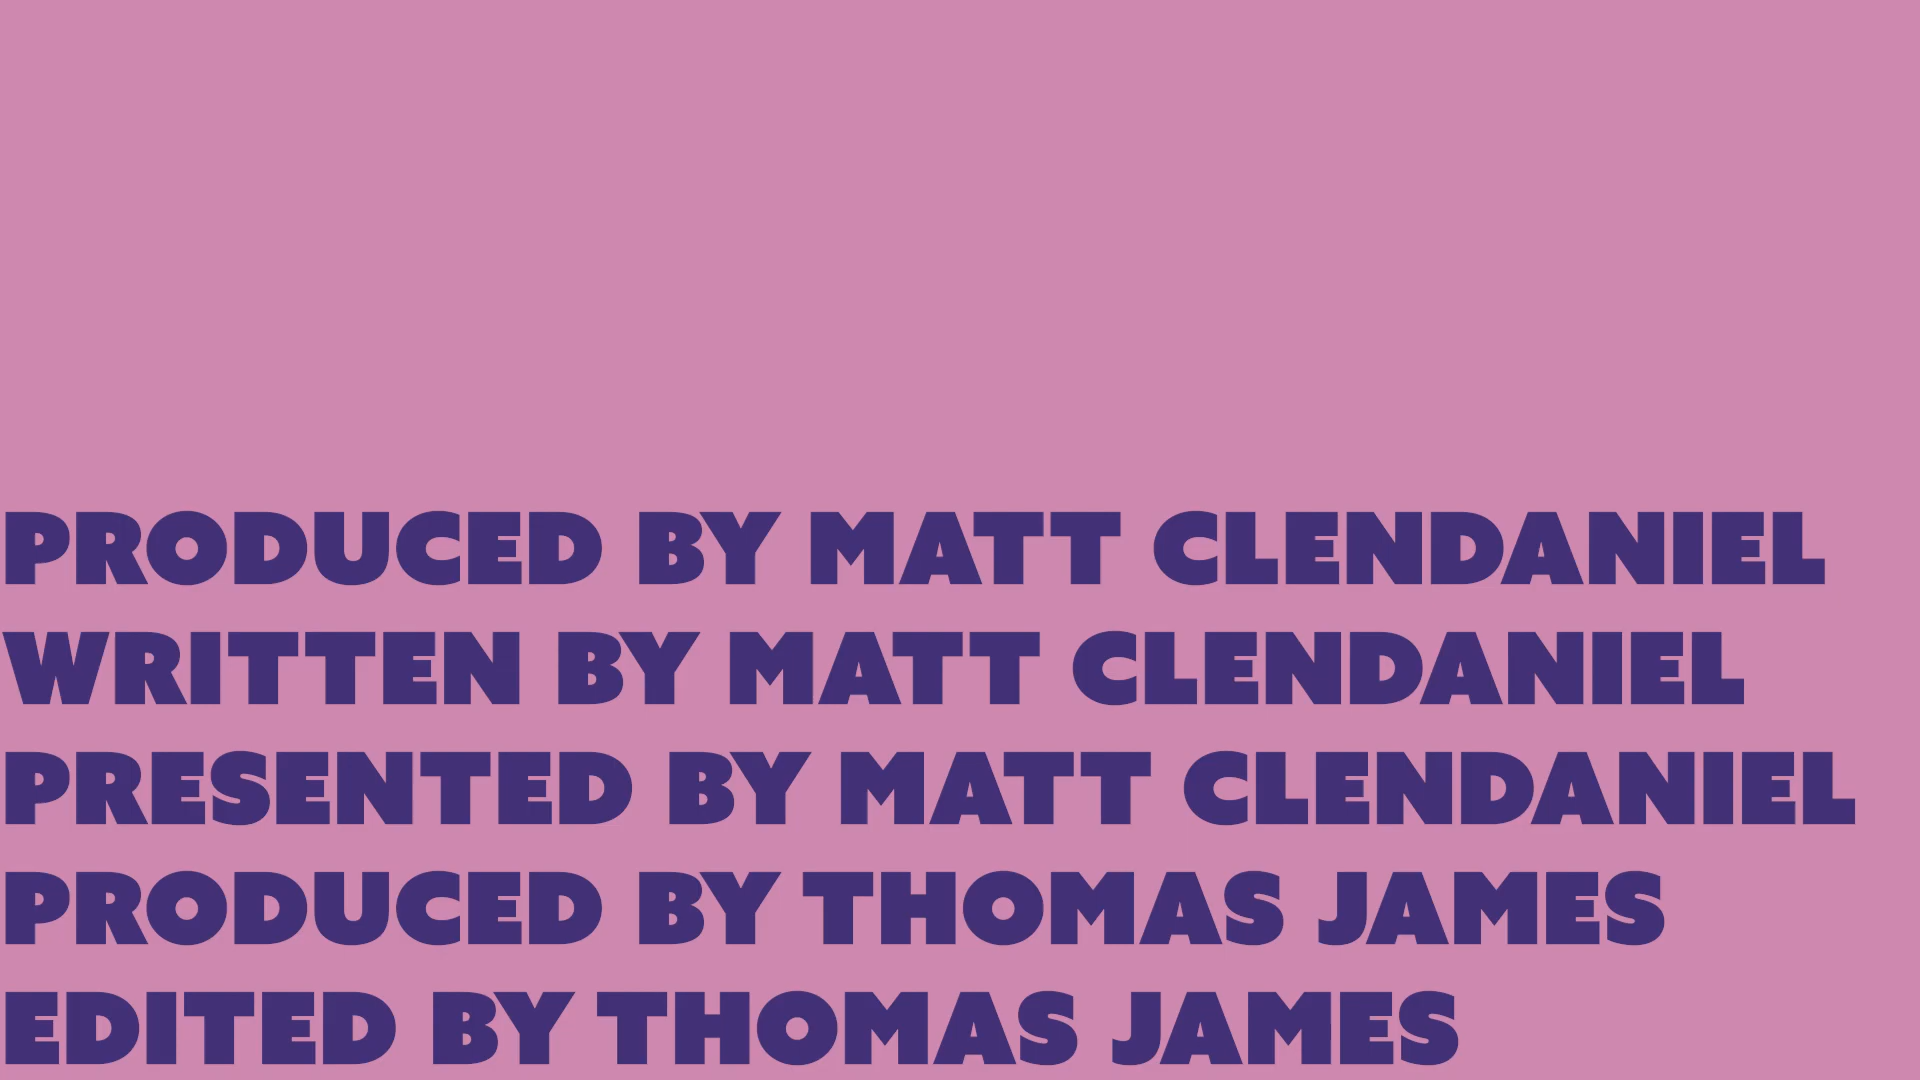 PRODUCED BY MATT CLENDANIEL
WRITTEN BY MATT CLENDANIEL
PRESENTED BY MATT CLENDANIEL
PRODUCED BY THOMAS JAMES
EDITED BY THOMAS JAMES